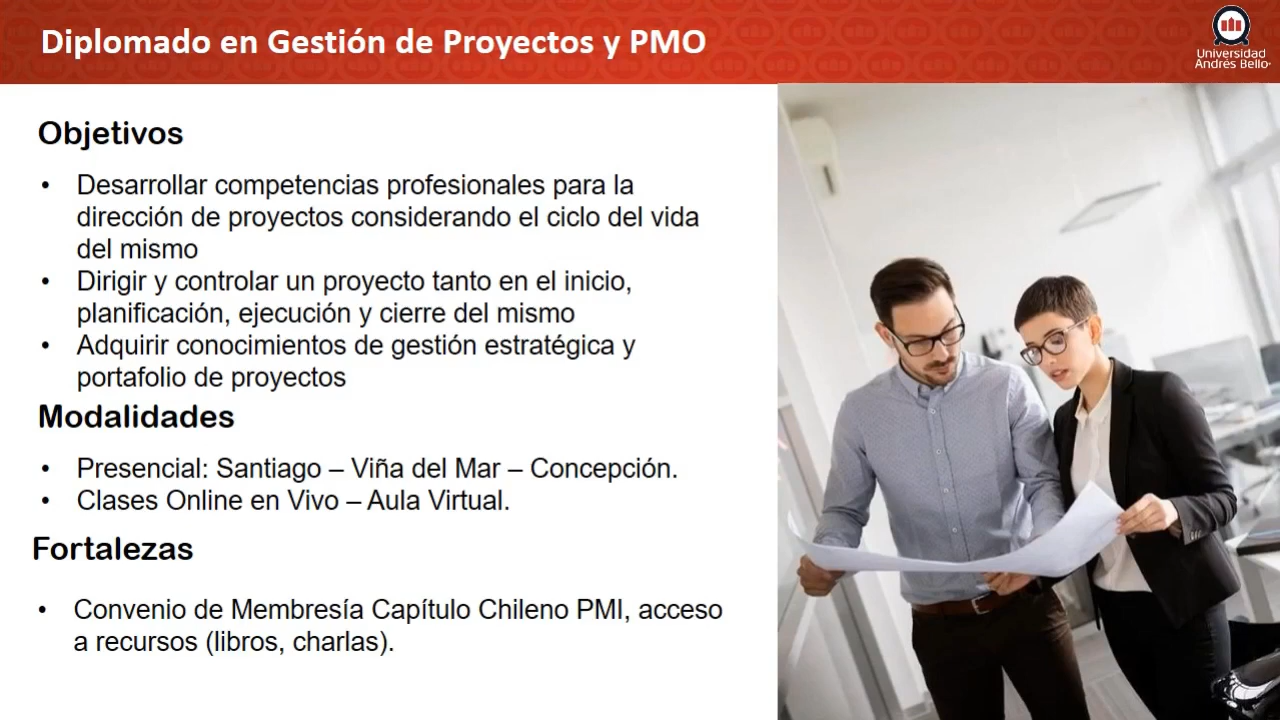 Diplomado en Gestión de Proyectos y PMO
Universidad
Andrés Bello
Objetivos
• Desarrollar competencias profesionales para la
dirección de proyectos considerando el ciclo del vida
del mismo
• Dirigir y controlar un proyecto tanto en el inicio,
planificación, ejecución y cierre del mismo
• Adquirir conocimientos de gestión estratégica y
portafolio de proyectos
Modalidades
• Presencial: Santiago – Viña del Mar – Concepción.
• Clases Online en Vivo – Aula Virtual.
Fortalezas
• Convenio de Membresía Capítulo Chileno PMI, acceso
a recursos (libros, charlas).